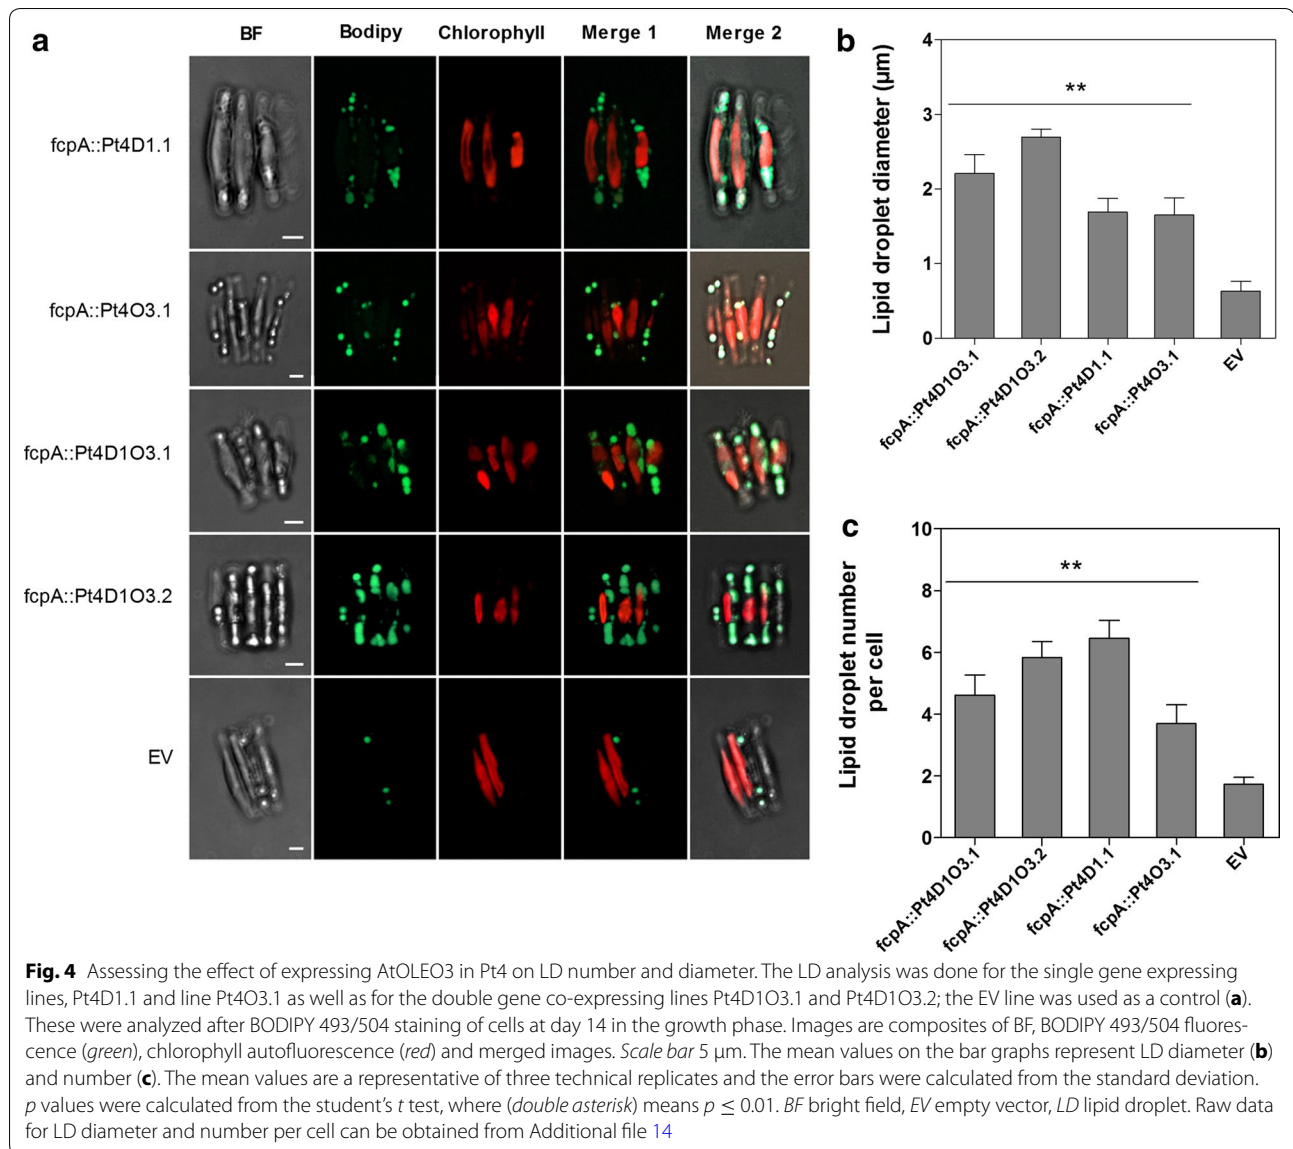 a
BF
Bodipy
Chlorophyll
Merge 1
Merge 2
fcpA::Pt4D1.1
fcpA::Pt4O3.1
fcpA::Pt4D1O3.1
fcpA::Pt4D1O3.2
EV
b
Lipid droplet diameter (µm)
4
3
2
1
0
**
fcpA::Pt4D1O3.1
fcpA::Pt4D1O3.2
fcpA::Pt4D1.1
fcpA::Pt4O3.1
EV
c
Lipid droplet number
per cell
10
8
6
4
2
0
**
fcpA::Pt4D1O3.1
fcpA::Pt4D1O3.2
fcpA::Pt4D1.1
fcpA::Pt4O3.1
EV
Fig. 4 Assessing the effect of expressing AtOLEO3 in Pt4 on LD number and diameter. The LD analysis was done for the single gene expressing
lines, Pt4D1.1 and line Pt4O3.1 as well as for the double gene co-expressing lines Pt4D1O3.1 and Pt4D1O3.2; the EV line was used as a control (a).
These were analyzed after BODIPY 493/504 staining of cells at day 14 in the growth phase. Images are composites of BF, BODIPY 493/504 fluores-
cence (green), chlorophyll autofluorescence (red) and merged images. Scale bar 5 µm. The mean values on the bar graphs represent LD diameter (b)
and number (c). The mean values are a representative of three technical replicates and the error bars were calculated from the standard deviation.
p values were calculated from the student's t test, where (double asterisk) means p ≤ 0.01. BF bright field, EV empty vector, LD lipid droplet. Raw data
for LD diameter and number per cell can be obtained from Additional file 14